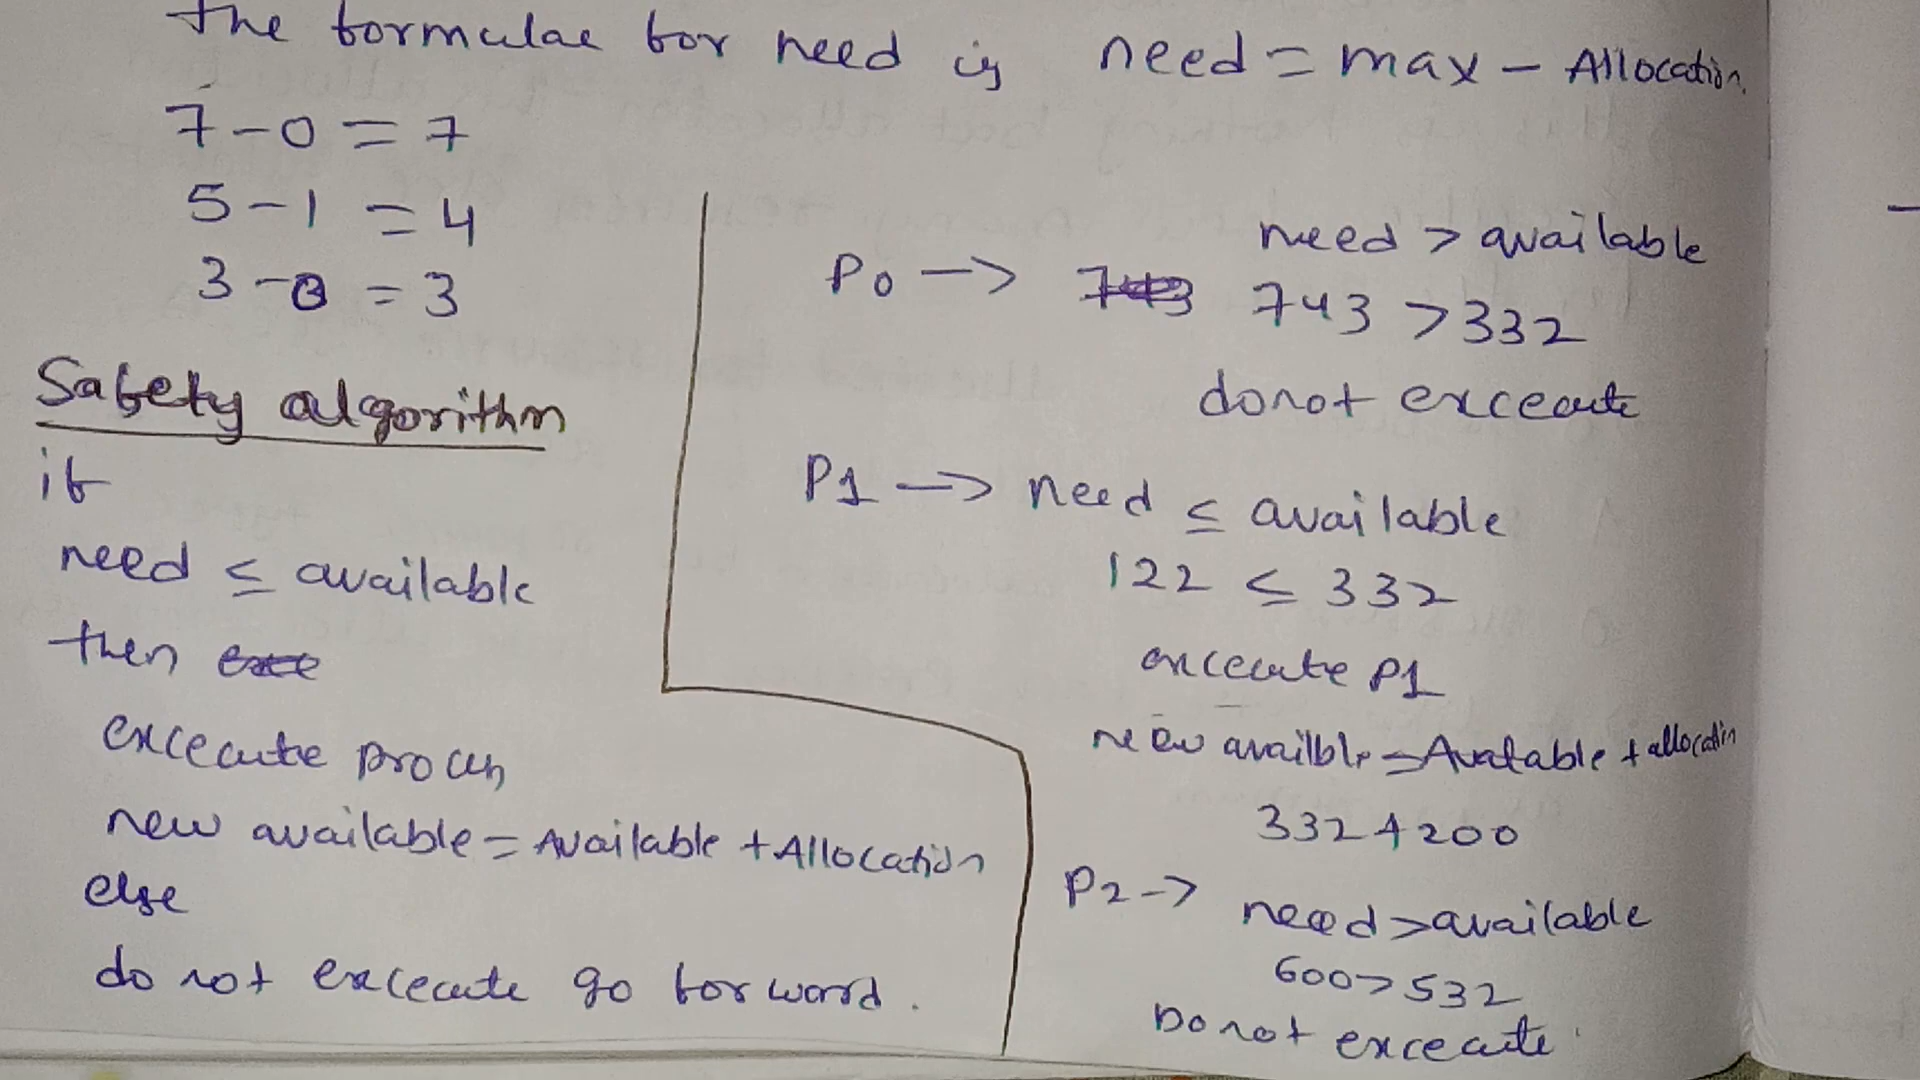 The formulae for need is need = max - Allocation.
7-0 = 7
5-1 = 4
3-0 = 3
Safety algorithm
if
need ≤ available
then
excecute process
new available = Available + Allocation
else
do not excecute go forword.
need > available
P0 -> 743 743 > 332
donot excecute
P1 -> need ≤ available
122 ≤ 332
excecute P1
new availble = Avatable + allocation
332 + 200
P2 -> need > available
600 > 532
Do not excecute.